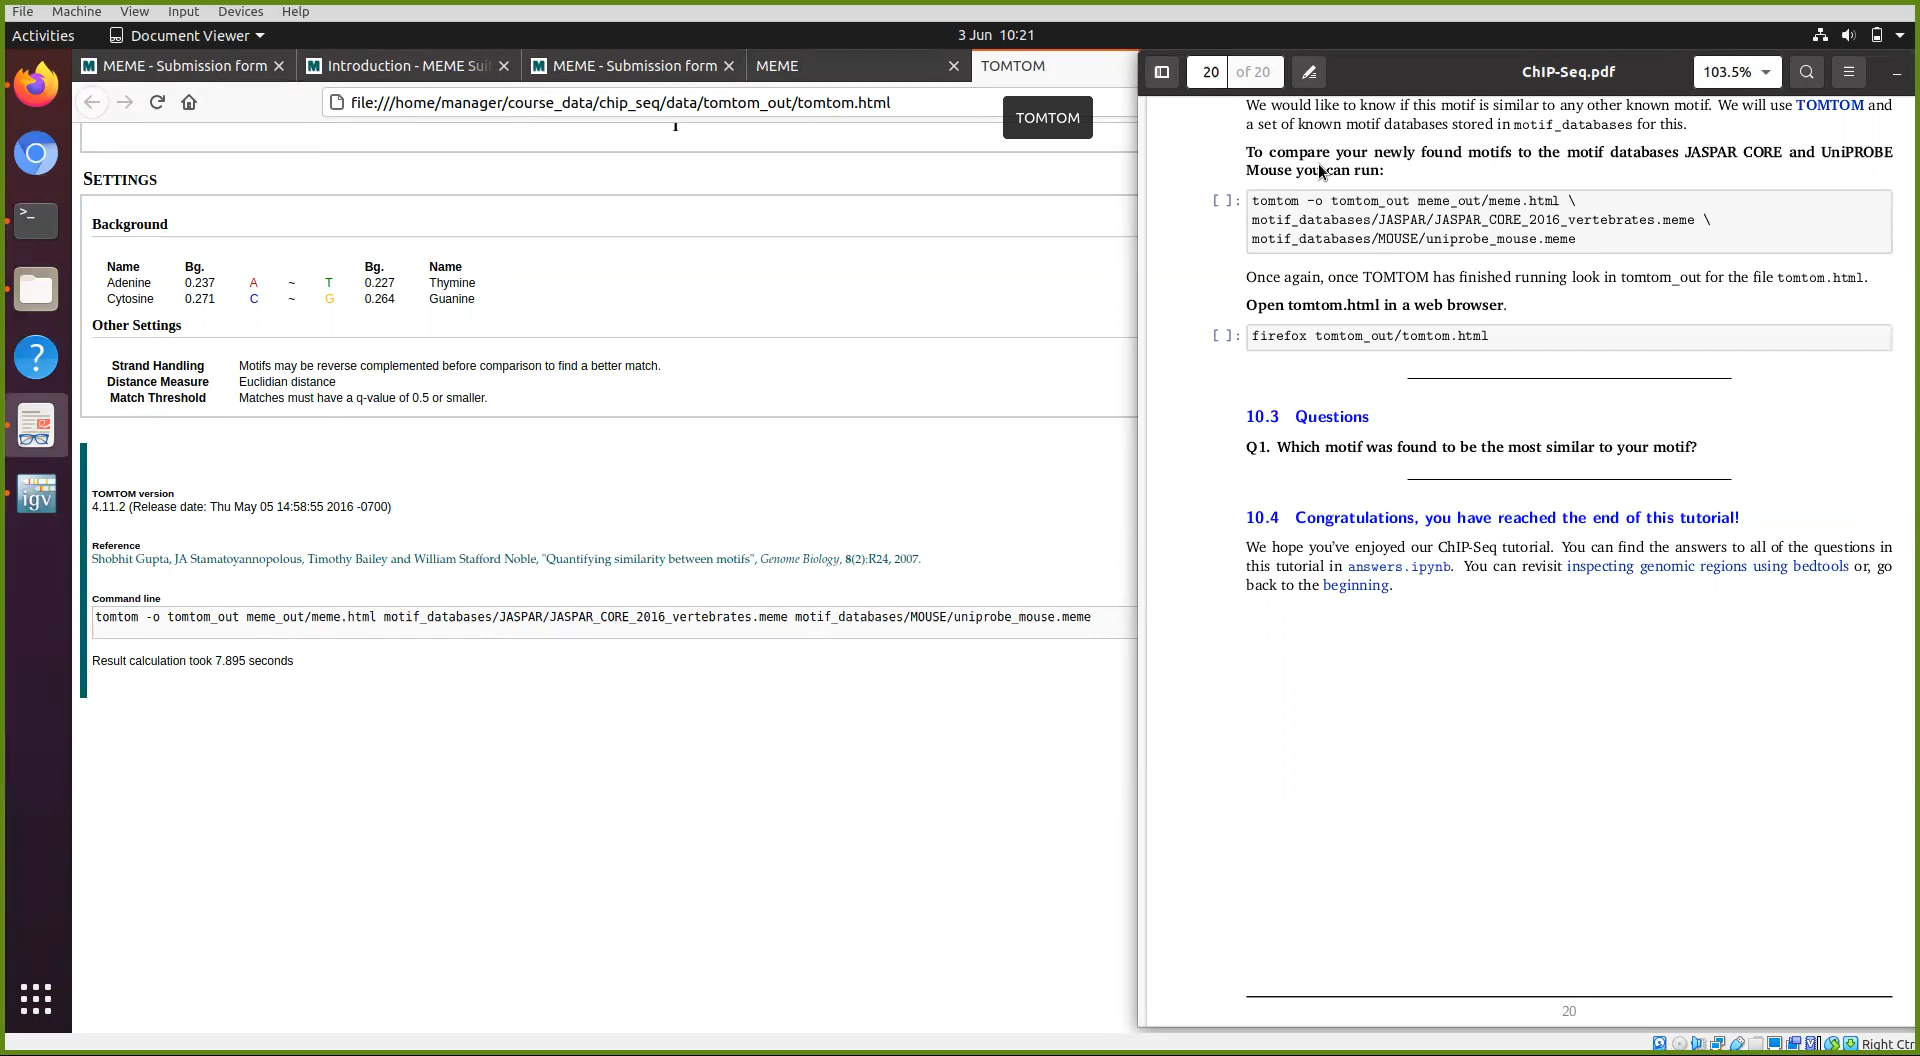 File Machine View Input Devices Help
Activities Document Viewer 3 Jun 10:21
MEME - Submission form Introduction - MEME Sui MEME - Submission form MEME TOMTOM
file:///home/manager/course_data/chip_seq/data/tomtom_out/tomtom.html
TOMTOM
SETTINGS
Background
Name Bg. Bg. Name
Adenine 0.237 A ~ T 0.227 Thymine
Cytosine 0.271 C ~ G 0.264 Guanine
Other Settings
Strand Handling Motifs may be reverse complemented before comparison to find a better match.
Distance Measure Euclidian distance
Match Threshold Matches must have a q-value of 0.5 or smaller.
TOMTOM version
4.11.2 (Release date: Thu May 05 14:58:55 2016 -0700)
Reference
Shobhit Gupta, JA Stamatoyannopolous, Timothy Bailey and William Stafford Noble, "Quantifying similarity between motifs", Genome Biology, 8(2):R24, 2007.
Command line
tomtom -o tomtom_out meme_out/meme.html motif_databases/JASPAR/JASPAR_CORE_2016_vertebrates.meme motif_databases/MOUSE/uniprobe_mouse.meme
Result calculation took 7.895 seconds
igv
20 of 20 ChIP-Seq.pdf 103.5%
We would like to know if this motif is similar to any other known motif. We will use TOMTOM and
a set of known motif databases stored in motif_databases for this.
To compare your newly found motifs to the motif databases JASPAR CORE and UniPROBE
Mouse you can run:
[ ]: tomtom -o tomtom_out meme_out/meme.html \
motif_databases/JASPAR/JASPAR_CORE_2016_vertebrates.meme \
motif_databases/MOUSE/uniprobe_mouse.meme
Once again, once TOMTOM has finished running look in tomtom_out for the file tomtom.html.
Open tomtom.html in a web browser.
[ ]: firefox tomtom_out/tomtom.html
10.3 Questions
Q1. Which motif was found to be the most similar to your motif?
10.4 Congratulations, you have reached the end of this tutorial!
We hope you've enjoyed our ChIP-Seq tutorial. You can find the answers to all of the questions in
this tutorial in answers.ipynb. You can revisit inspecting genomic regions using bedtools or, go
back to the beginning.
20
Right Ctr